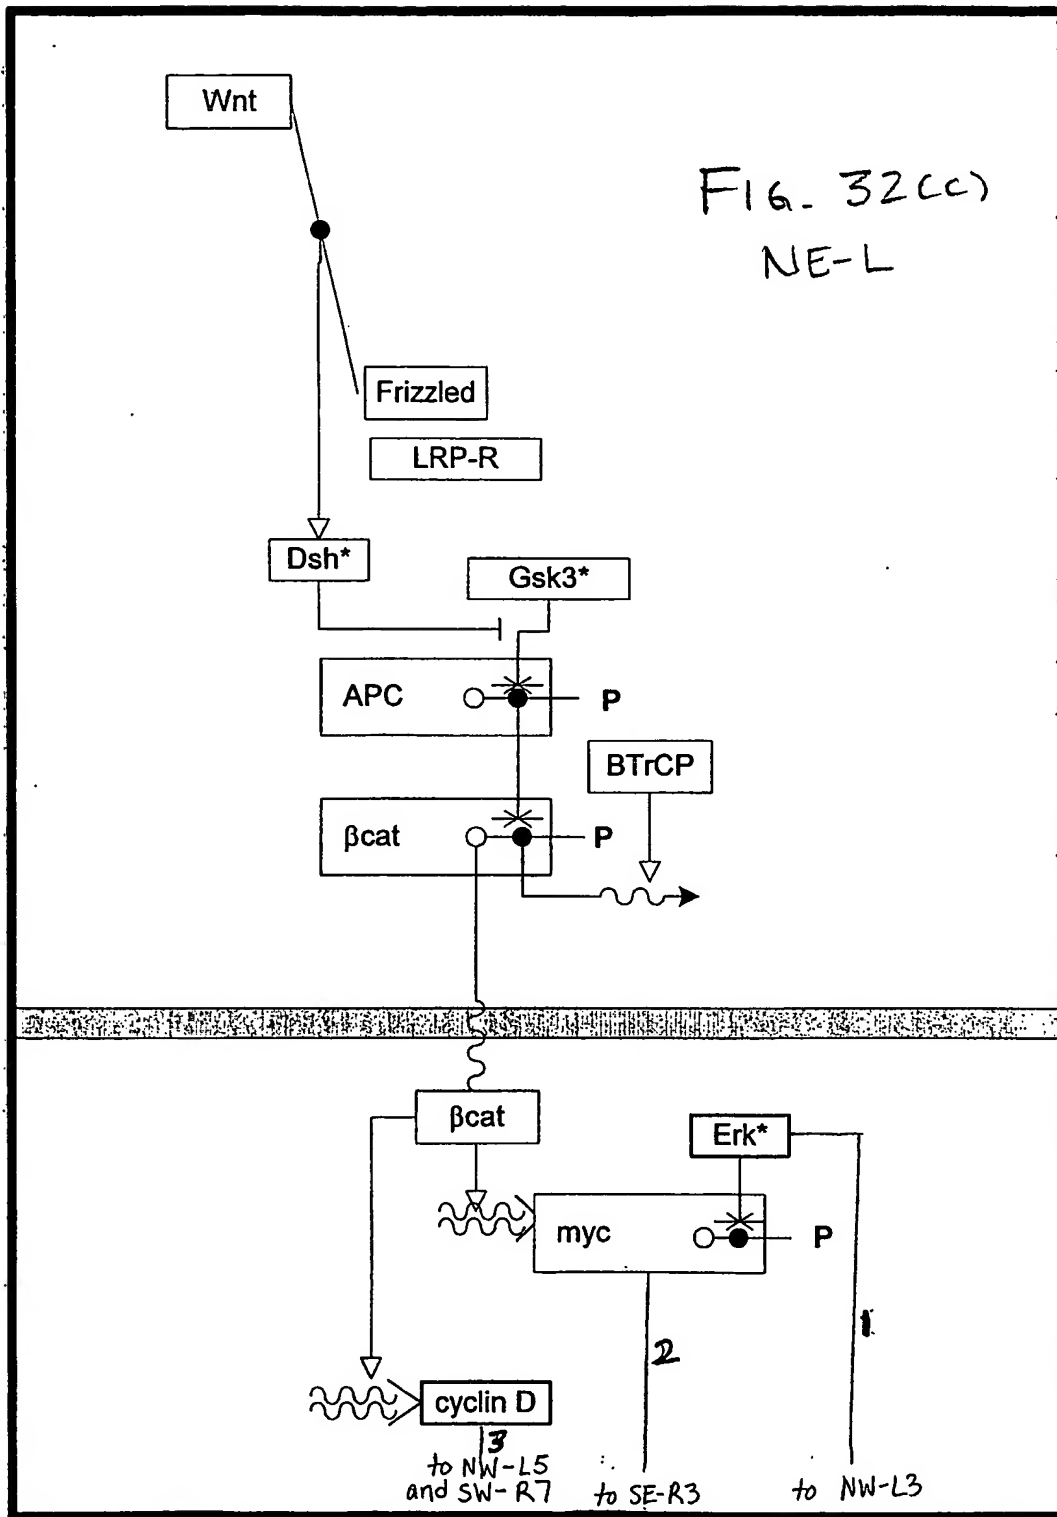 Wnt
FIG. 32(c)
NE-L
Frizzled
LRP-R
Dsh*
Gsk3*
APC
P
BTrCP
βcat
P
βcat
Erk*
myc
P
1
2
cyclin D
3
to NW-L5
and SW-R7
to SE-R3
to NW-L3